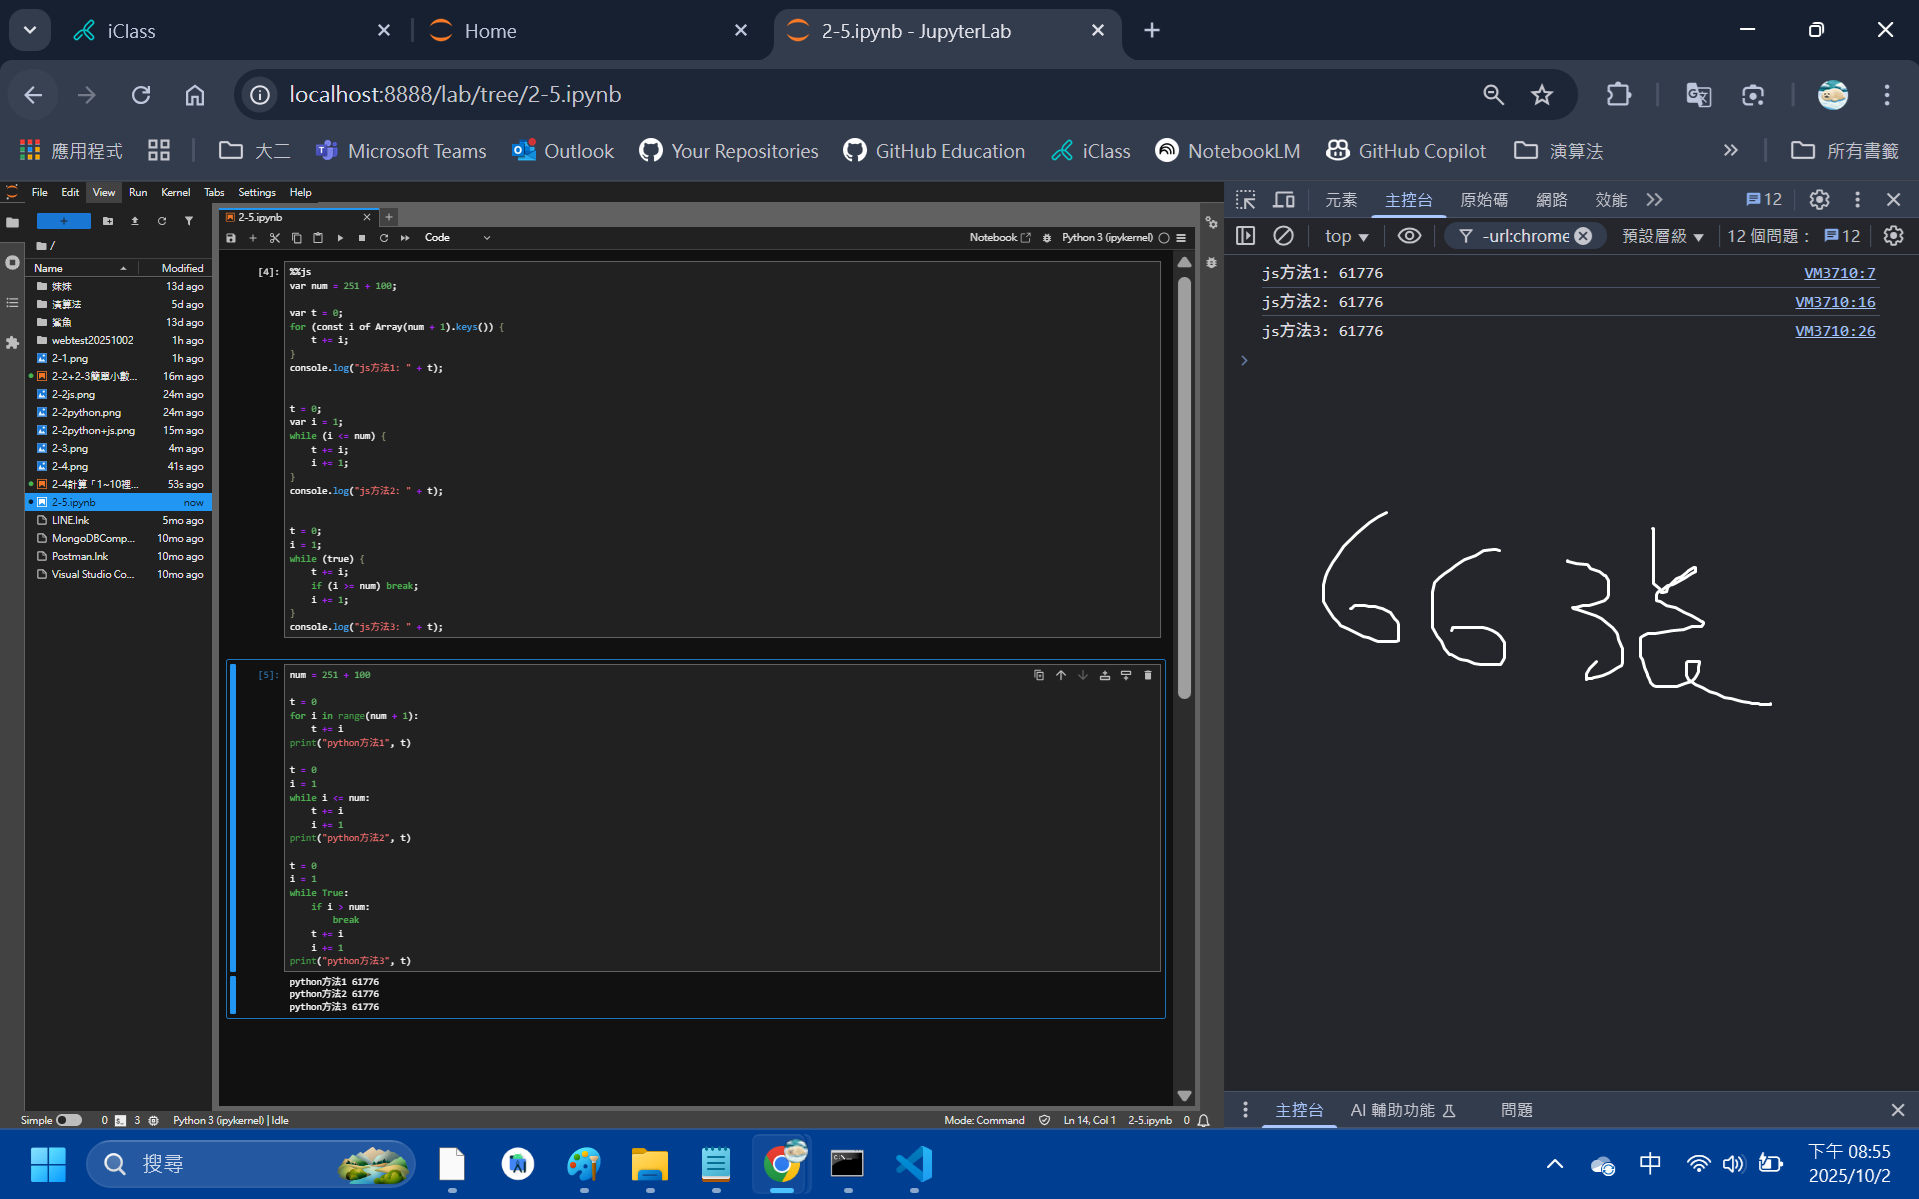 iClass
Home
2-5.ipynb - JupyterLab
localhost:8888/lab/tree/2-5.ipynb
應用程式
大二
Microsoft Teams
Outlook
Your Repositories
GitHub Education
iClass
NotebookLM
GitHub Copilot
演算法
所有書籤
File Edit View Run Kernel Tabs Settings Help
/
Name Modified
妹妹 13d ago
演算法 5d ago
鯊魚 13d ago
webtest20251002 1h ago
2-1.png 1h ago
2-2+2-3簡單小數... 16m ago
2-2js.png 24m ago
2-2python.png 24m ago
2-2python+js.png 15m ago
2-3.png 4m ago
2-4.png 41s ago
2-4計算「1~10裡... 53s ago
2-5.ipynb now
LINE.lnk 5mo ago
MongoDBComp... 10mo ago
Postman.lnk 10mo ago
Visual Studio Co... 10mo ago
2-5.ipynb
Code
Notebook
Python 3 (ipykernel)
[4]:
%%js
var num = 251 + 100;
var t = 0;
for (const i of Array(num + 1).keys()) {
t += i;
}
console.log("js方法1: " + t);
t = 0;
var i = 1;
while (i <= num) {
t += i;
i += 1;
}
console.log("js方法2: " + t);
t = 0;
i = 1;
while (true) {
t += i;
if (i >= num) break;
i += 1;
}
console.log("js方法3: " + t);
[5]:
num = 251 + 100
t = 0
for i in range(num + 1):
t += i
print("python方法1", t)
t = 0
i = 1
while i <= num:
t += i
i += 1
print("python方法2", t)
t = 0
i = 1
while True:
if i > num:
break
t += i
i += 1
print("python方法3", t)
python方法1 61776
python方法2 61776
python方法3 61776
元素 主控台 原始碼 網路 效能 12
top -url:chrome 預設層級 12 個問題： 12
js方法1: 61776 VM3710:7
js方法2: 61776 VM3710:16
js方法3: 61776 VM3710:26
66
主控台 AI 輔助功能 問題
Simple 0 3 Python 3 (ipykernel) | Idle
Mode: Command Ln 14, Col 1 2-5.ipynb 0
搜尋
中
下午 08:55
2025/10/2